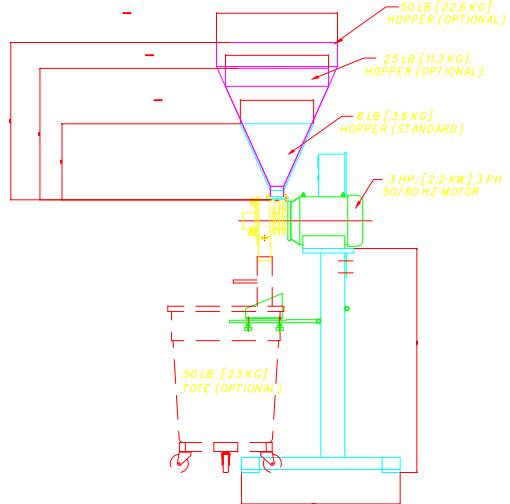 50 LB [22.6 KG]
HOPPER (OPTIONAL)
25 LB [11.3 KG]
HOPPER (OPTIONAL)
8 LB [3.6 KG]
HOPPER (STANDARD)
3 HP. [2.2 KW] 3 PH
50/60 HZ MOTOR
50 LB. [23 KG]
TOTE (OPTIONAL)